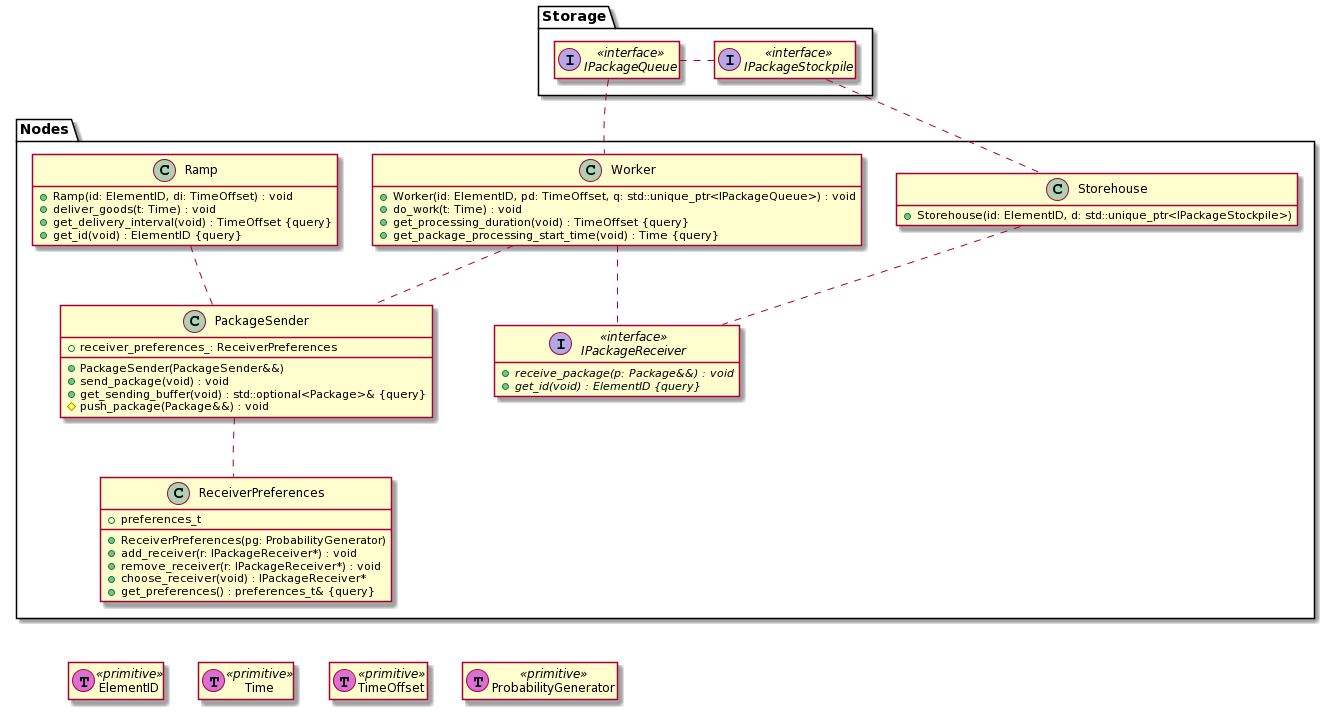 Storage
I «interface» IPackageQueue
I «interface» IPackageStockpile
Nodes
C Ramp
Ramp(id: ElementID, di: TimeOffset) : void
deliver_goods(t: Time) : void
get_delivery_interval(void) : TimeOffset {query}
get_id(void) : ElementID {query}
C Worker
Worker(id: ElementID, pd: TimeOffset, q: std::unique_ptr<IPackageQueue>) : void
do_work(t: Time) : void
get_processing_duration(void) : TimeOffset {query}
get_package_processing_start_time(void) : Time {query}
C Storehouse
Storehouse(id: ElementID, d: std::unique_ptr<IPackageStockpile>)
C PackageSender
receiver_preferences_: ReceiverPreferences
PackageSender(PackageSender&&)
send_package(void) : void
get_sending_buffer(void) : std::optional<Package>& {query}
push_package(Package&&) : void
I «interface» IPackageReceiver
receive_package(p: Package&&) : void
get_id(void) : ElementID {query}
C ReceiverPreferences
preferences_t
ReceiverPreferences(pg: ProbabilityGenerator)
add_receiver(r: IPackageReceiver*) : void
remove_receiver(r: IPackageReceiver*) : void
choose_receiver(void) : IPackageReceiver*
get_preferences() : preferences_t& {query}
T «primitive» ElementID
T «primitive» Time
T «primitive» TimeOffset
T «primitive» ProbabilityGenerator